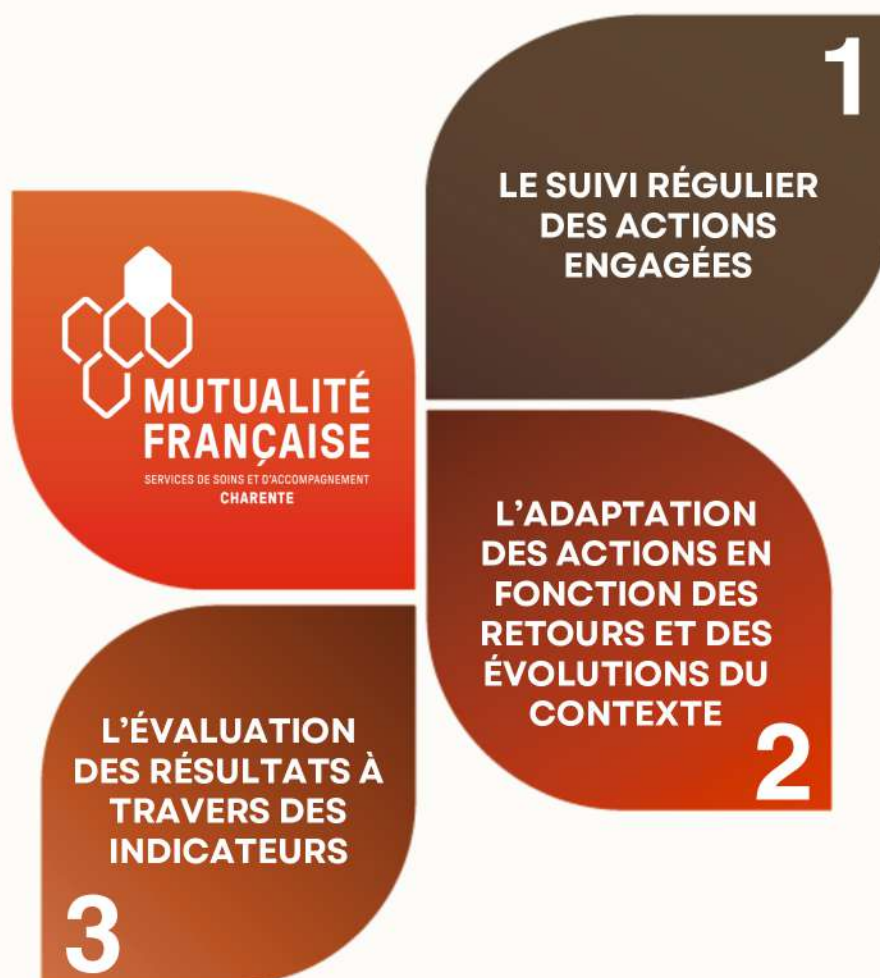 1
LE SUIVI RÉGULIER
DES ACTIONS
ENGAGÉES
MUTUALITÉ
FRANÇAISE
SERVICES DE SOINS ET D'ACCOMPAGNEMENT
CHARENTE
L'ADAPTATION
DES ACTIONS EN
FONCTION DES
RETOURS ET DES
ÉVOLUTIONS DU
CONTEXTE
2
L'ÉVALUATION
DES RÉSULTATS À
TRAVERS DES
INDICATEURS
3